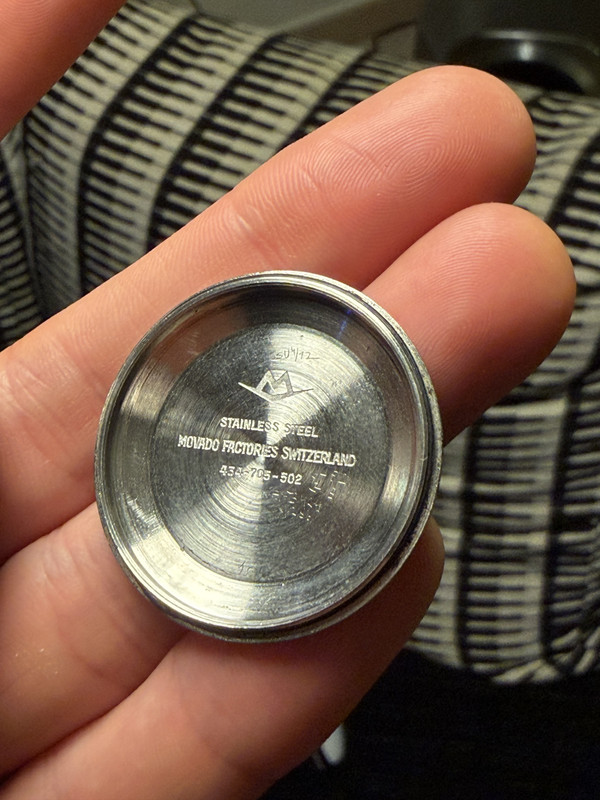 STAINLESS STEEL
MOVADO FACTORIES SWITZERLAND
434-705-502